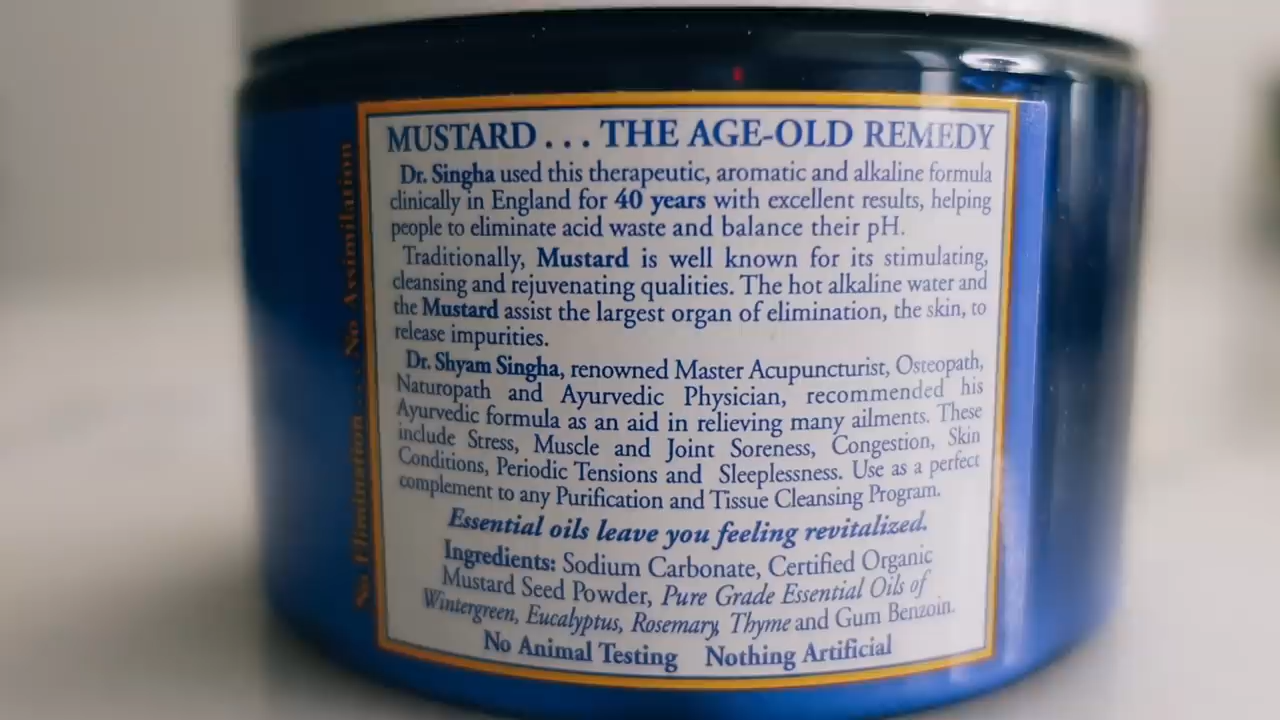 MUSTARD . . . THE AGE-OLD REMEDY
Dr. Singha used this therapeutic, aromatic and alkaline formula
clinically in England for 40 years with excellent results, helping
people to eliminate acid waste and balance their pH.
Traditionally, Mustard is well known for its stimulating,
cleansing and rejuvenating qualities. The hot alkaline water and
the Mustard assist the largest organ of elimination, the skin, to
release impurities.
Dr. Shyam Singha, renowned Master Acupuncturist, Osteopath,
Naturopath and Ayurvedic Physician, recommended his
Ayurvedic formula as an aid in relieving many ailments. These
include Stress, Muscle and Joint Soreness, Congestion, Skin
Conditions, Periodic Tensions and Sleeplessness. Use as a perfect
complement to any Purification and Tissue Cleansing Program.
Essential oils leave you feeling revitalized.
Ingredients: Sodium Carbonate, Certified Organic
Mustard Seed Powder, Pure Grade Essential Oils of
Wintergreen, Eucalyptus, Rosemary, Thyme and Gum Benzoin.
No Animal Testing Nothing Artificial
No Elimination . . . No Assimilation